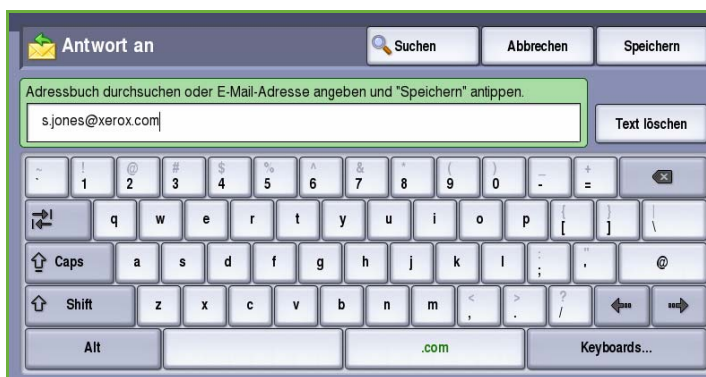 Antwort an Suchen Abbrechen Speichern
Adressbuch durchsuchen oder E-Mail-Adresse angeben und "Speichern" antippen.
s.jones@xerox.com Text löschen
~ ! @ # $ % ^ & * ( ) _ +
` 1 2 3 4 5 6 7 8 9 0 - =
q w e r t y u i o p { [ } ] | \
Caps a s d f g h j k l : ; " ' @
Shift z x c v b n m < , > . ? /
Alt .com Keyboards...